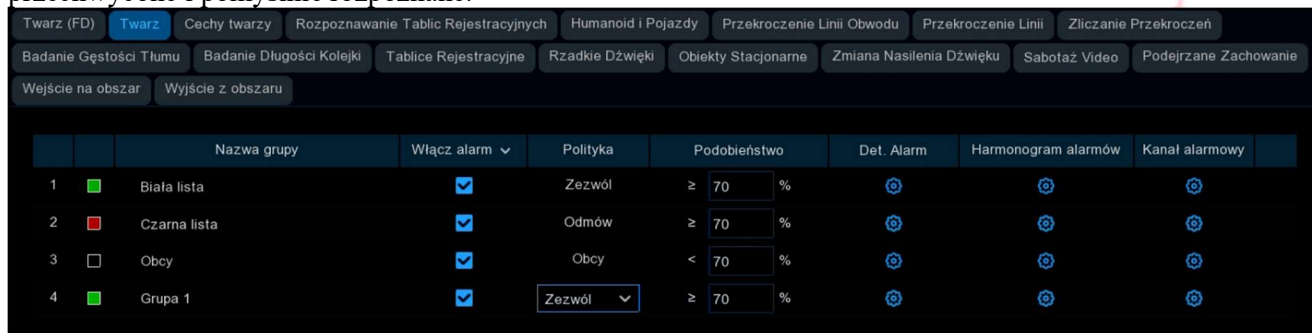 Twarz (FD) Twarz Cechy twarzy Rozpoznawanie Tablic Rejestracyjnych Humanoid i Pojazdy Przekroczenie Linii Obwodu Przekroczenie Linii Zliczanie Przekroczeń
Badanie Gęstości Tłumu Badanie Długości Kolejki Tablice Rejestracyjne Rzadkie Dźwięki Obiekty Stacjonarne Zmiana Nasilenia Dźwięku Sabotaż Video Podejrzane Zachowanie
Wejście na obszar Wyjście z obszaru
Nazwa grupy Włącz alarm Polityka Podobieństwo Det. Alarm Harmonogram alarmów Kanał alarmowy
1 Biała lista Zezwól ≥ 70 %
2 Czarna lista Odmów ≥ 70 %
3 Obcy Obcy < 70 %
4 Grupa 1 Zezwól ≥ 70 %